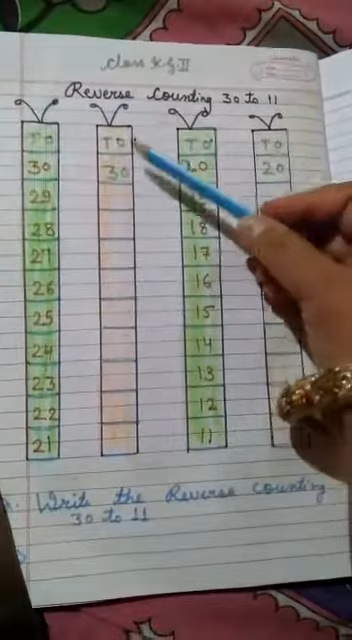 Class K.G II
Reverse Counting 30 to 11
T O T O T O T O
30 30 20 20
29
28 18
27 17
26 16
25 15
24 14
23 13
22 12
21 11
Write the Reverse counting
30 to 11